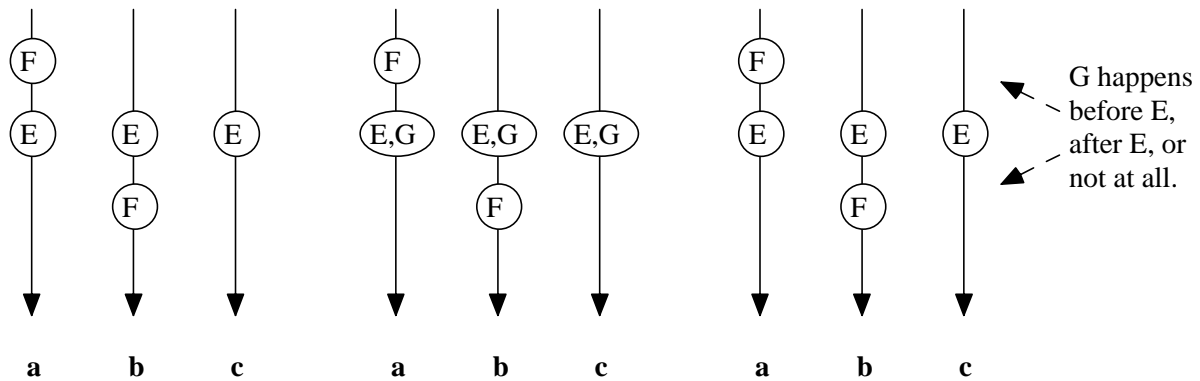 F F F
E E E E,G E,G E,G E E E
F F F
G happens
before E,
after E, or
not at all.
a b c a b c a b c